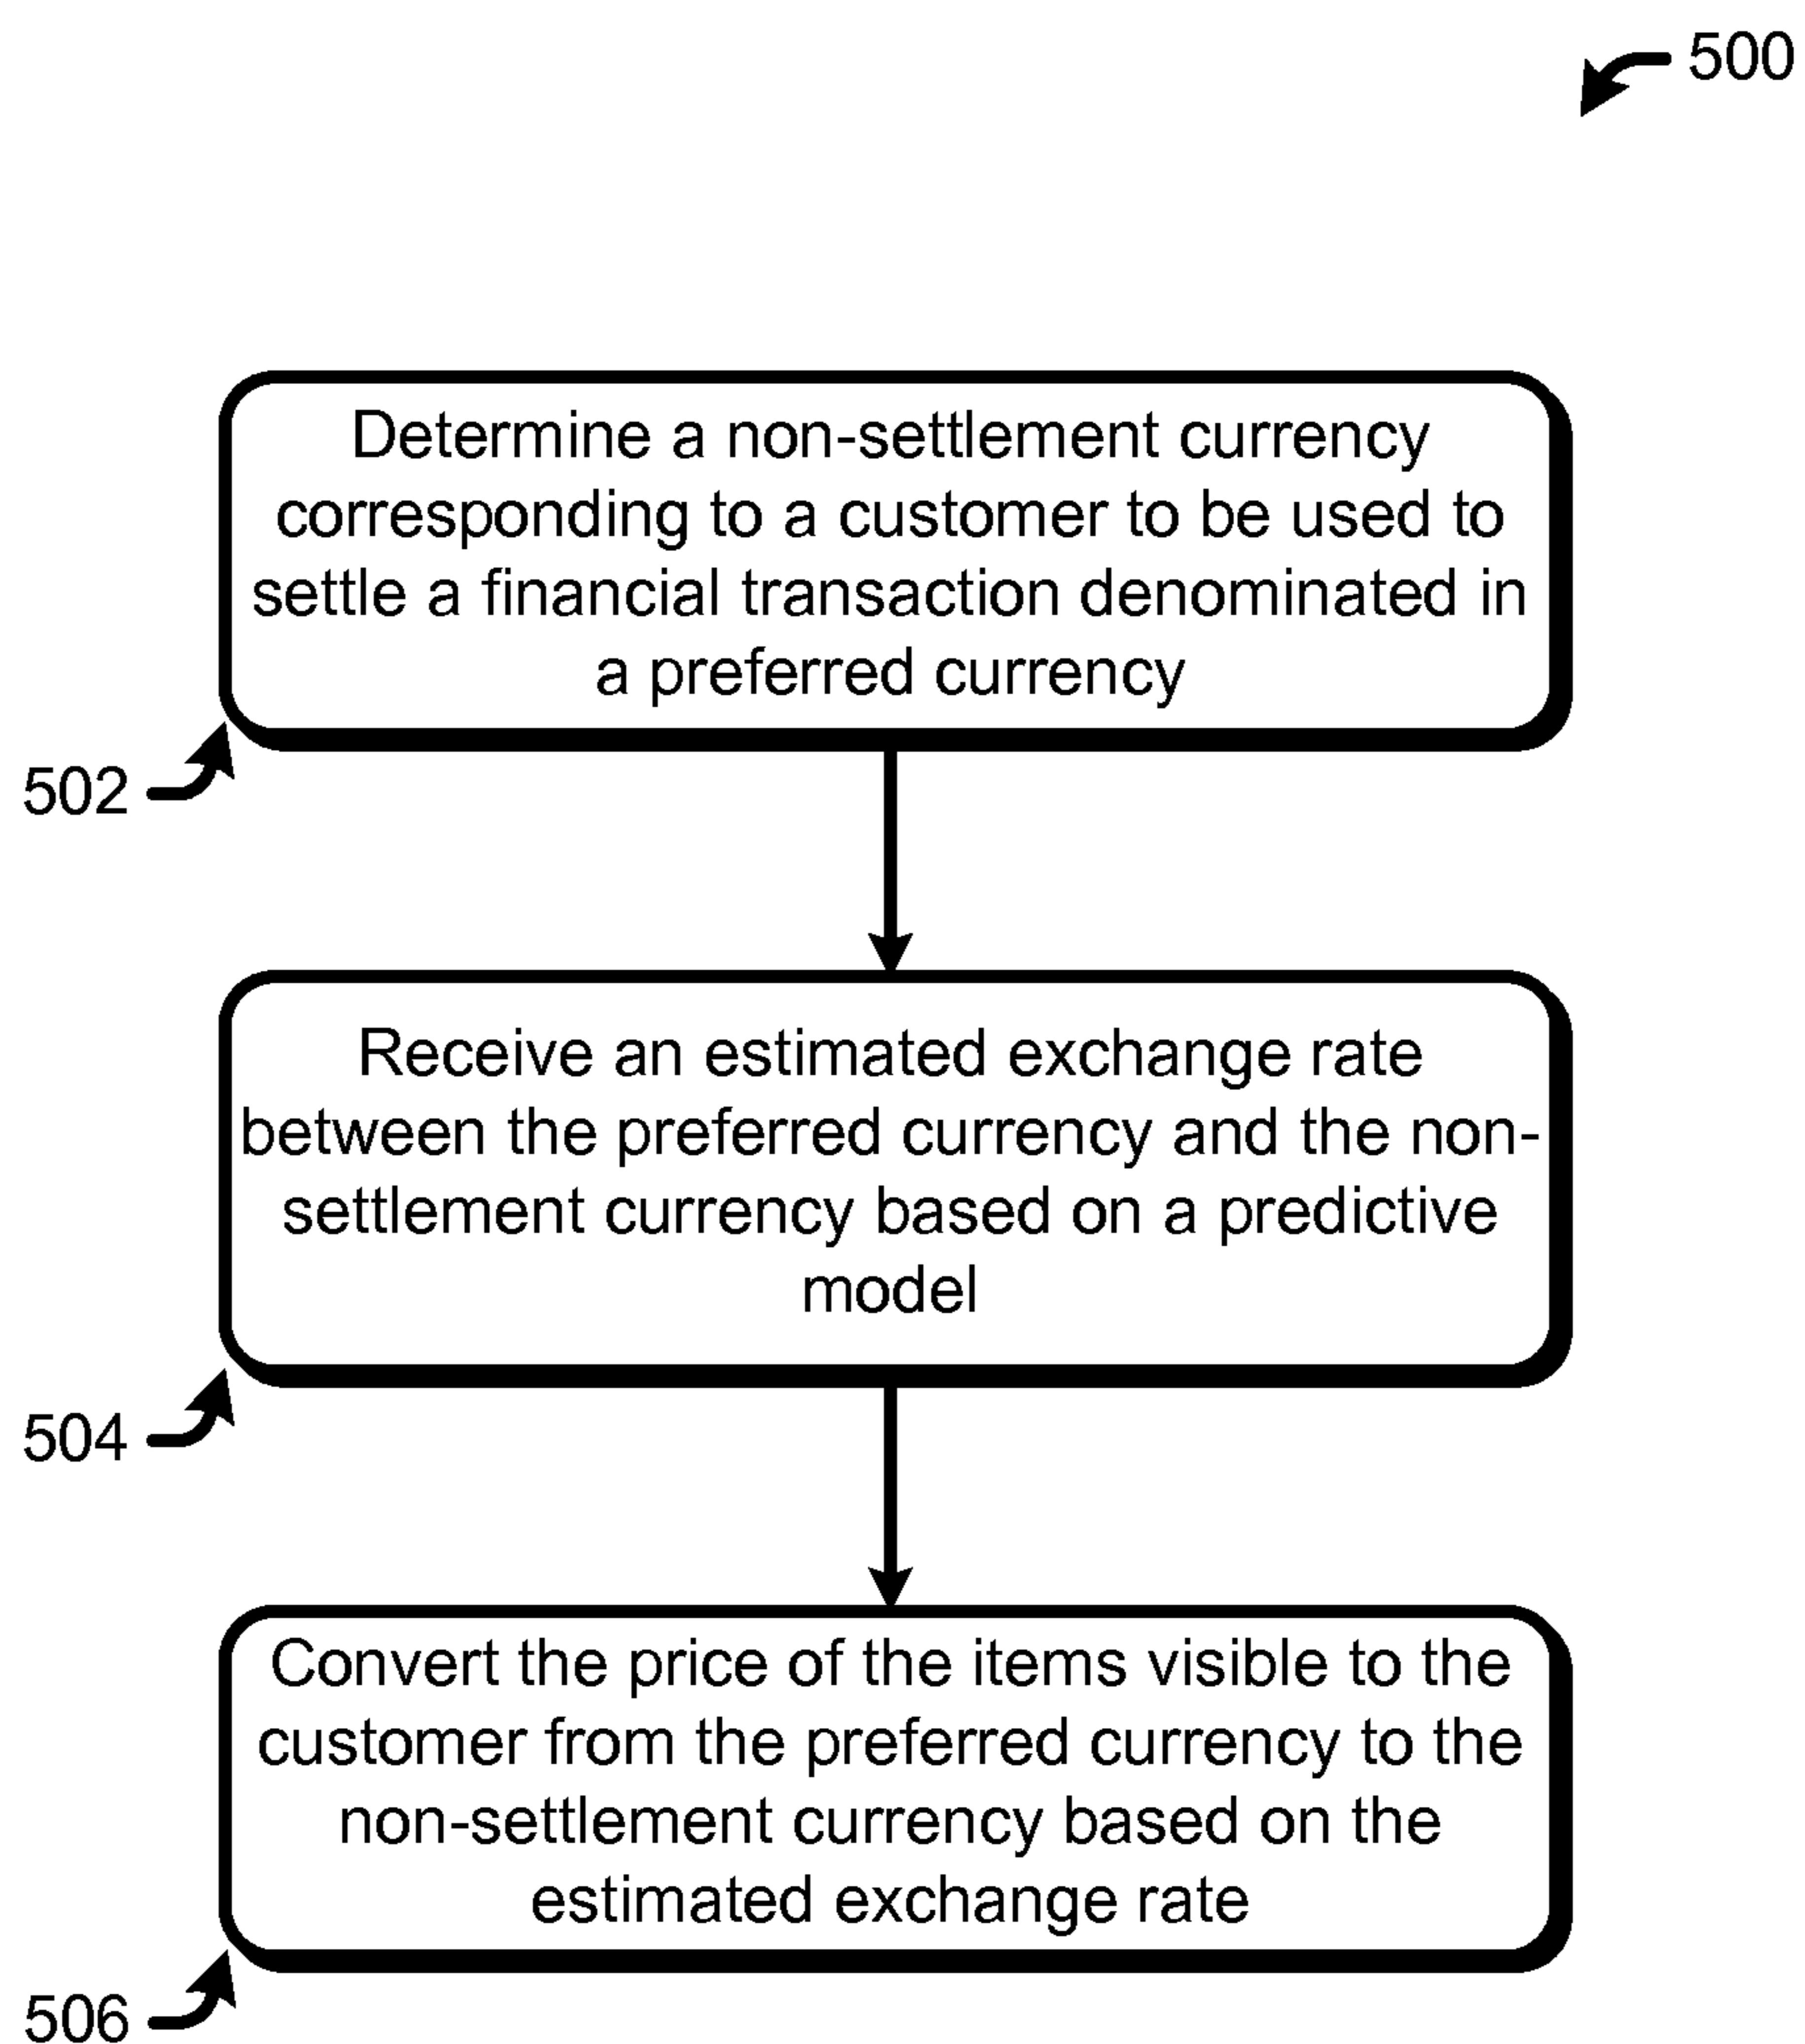 500
Determine a non-settlement currency
corresponding to a customer to be used to
settle a financial transaction denominated in
a preferred currency
502
Receive an estimated exchange rate
between the preferred currency and the non-
settlement currency based on a predictive
model
504
Convert the price of the items visible to the
customer from the preferred currency to the
non-settlement currency based on the
estimated exchange rate
506